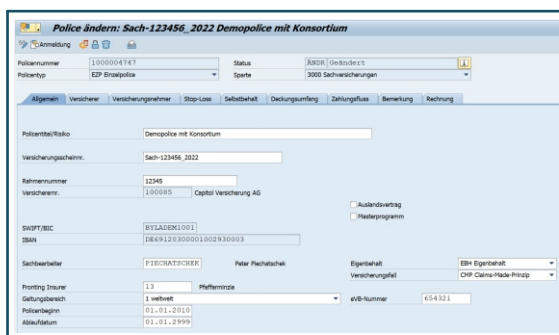 Police ändern: Sach-123456_2022 Demopolice mit Konsortium
Anmeldung
Policennummer 1000004747 Status ÄNDR Geändert
Policentyp EZP Einzelpolice Sparte 3000 Sachversicherungen
Allgemein Versicherer Versicherungsnehmer Stop-Loss Selbstbehalt Deckungsumfang Zahlungsfluss Bemerkung Rechnung
Policentitel/Risiko Demopolice mit Konsortium
Versicherungsscheinnr. Sach-123456_2022
Rahmennummer 12345
Versicherernr. 100085 Capitol Versicherung AG
Auslandsvertrag
Masterprogramm
SWIFT/BIC BYLADEM1001
IBAN DE69120300001002930003
Sachbearbeiter PIECHATSCHEK Peter Piechatschek Eigenbehalt EBH Eigenbehalt
Versicherungsfall CMP Claims-Made-Prinzip
Fronting Insurer 13 Pfefferminzia
Geltungsbereich 1 weltweit eVB-Nummer 654321
Policenbeginn 01.01.2010
Ablaufdatum 01.01.2999